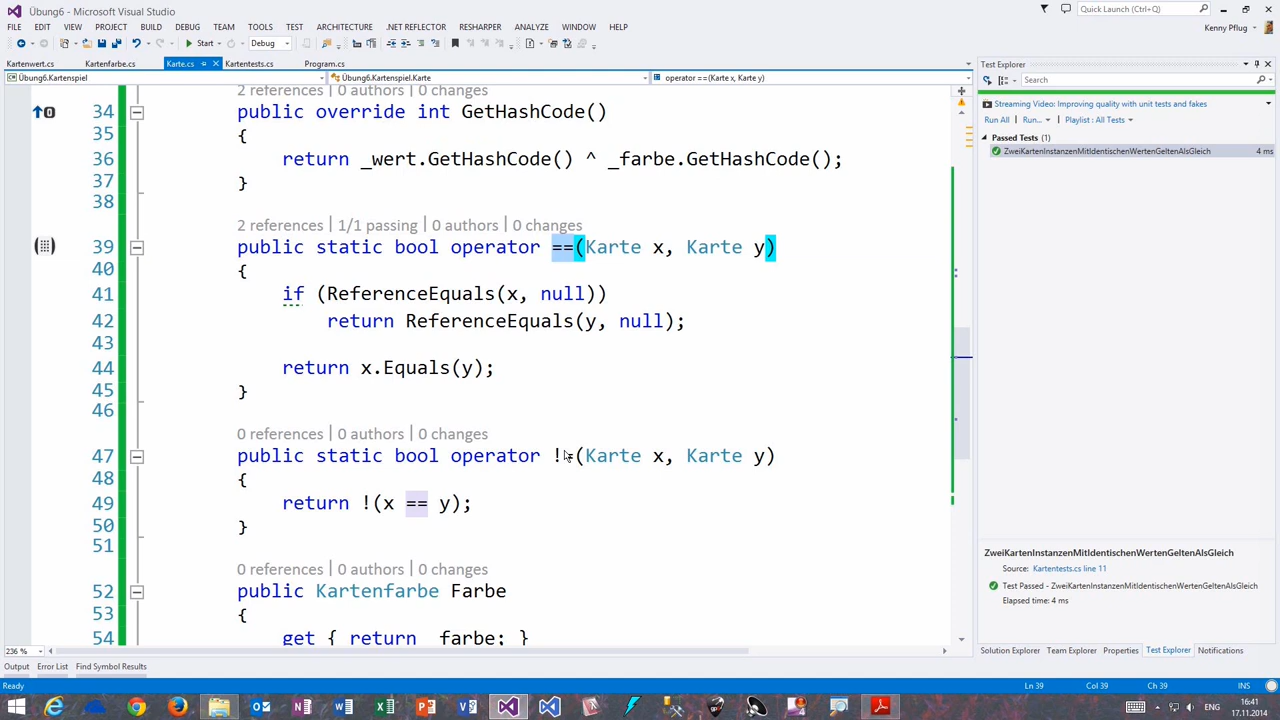 Übung6 - Microsoft Visual Studio
Quick Launch (Ctrl+Q)
FILE EDIT VIEW PROJECT BUILD DEBUG TEAM TOOLS TEST ARCHITECTURE .NET REFLECTOR RESHARPER ANALYZE WINDOW HELP
Kenny Pflug
Start Debug
Kartenwert.cs Kartenfarbe.cs Karte.cs Kartentests.cs Program.cs
Übung6.Kartenspiel Übung6.Kartenspiel.Karte operator ==(Karte x, Karte y)
2 references | 0 authors | 0 changes
34 public override int GetHashCode()
35 {
36 return _wert.GetHashCode() ^ _farbe.GetHashCode();
37 }
38
2 references | 1/1 passing | 0 authors | 0 changes
39 public static bool operator ==(Karte x, Karte y)
40 {
41 if (ReferenceEquals(x, null))
42 return ReferenceEquals(y, null);
43
44 return x.Equals(y);
45 }
46
0 references | 0 authors | 0 changes
47 public static bool operator !=(Karte x, Karte y)
48 {
49 return !(x == y);
50 }
51
0 references | 0 authors | 0 changes
52 public Kartenfarbe Farbe
53 {
54 get { return _farbe; }
236 %
Test Explorer
Search
Streaming Video: Improving quality with unit tests and fakes
Run All Run... Playlist : All Tests
Passed Tests (1)
ZweiKartenInstanzenMitIdentischenWertenGeltenAlsGleich 4 ms
ZweiKartenInstanzenMitIdentischenWertenGeltenAlsGleich
Source: Kartentests.cs line 11
Test Passed - ZweiKartenInstanzenMitIdentischenWertenGeltenAlsGleich
Elapsed time: 4 ms
Solution Explorer Team Explorer Properties Test Explorer Notifications
Output Error List Find Symbol Results
Ready Ln 39 Col 39 Ch 39 INS
ENG 16:41
17.11.2014